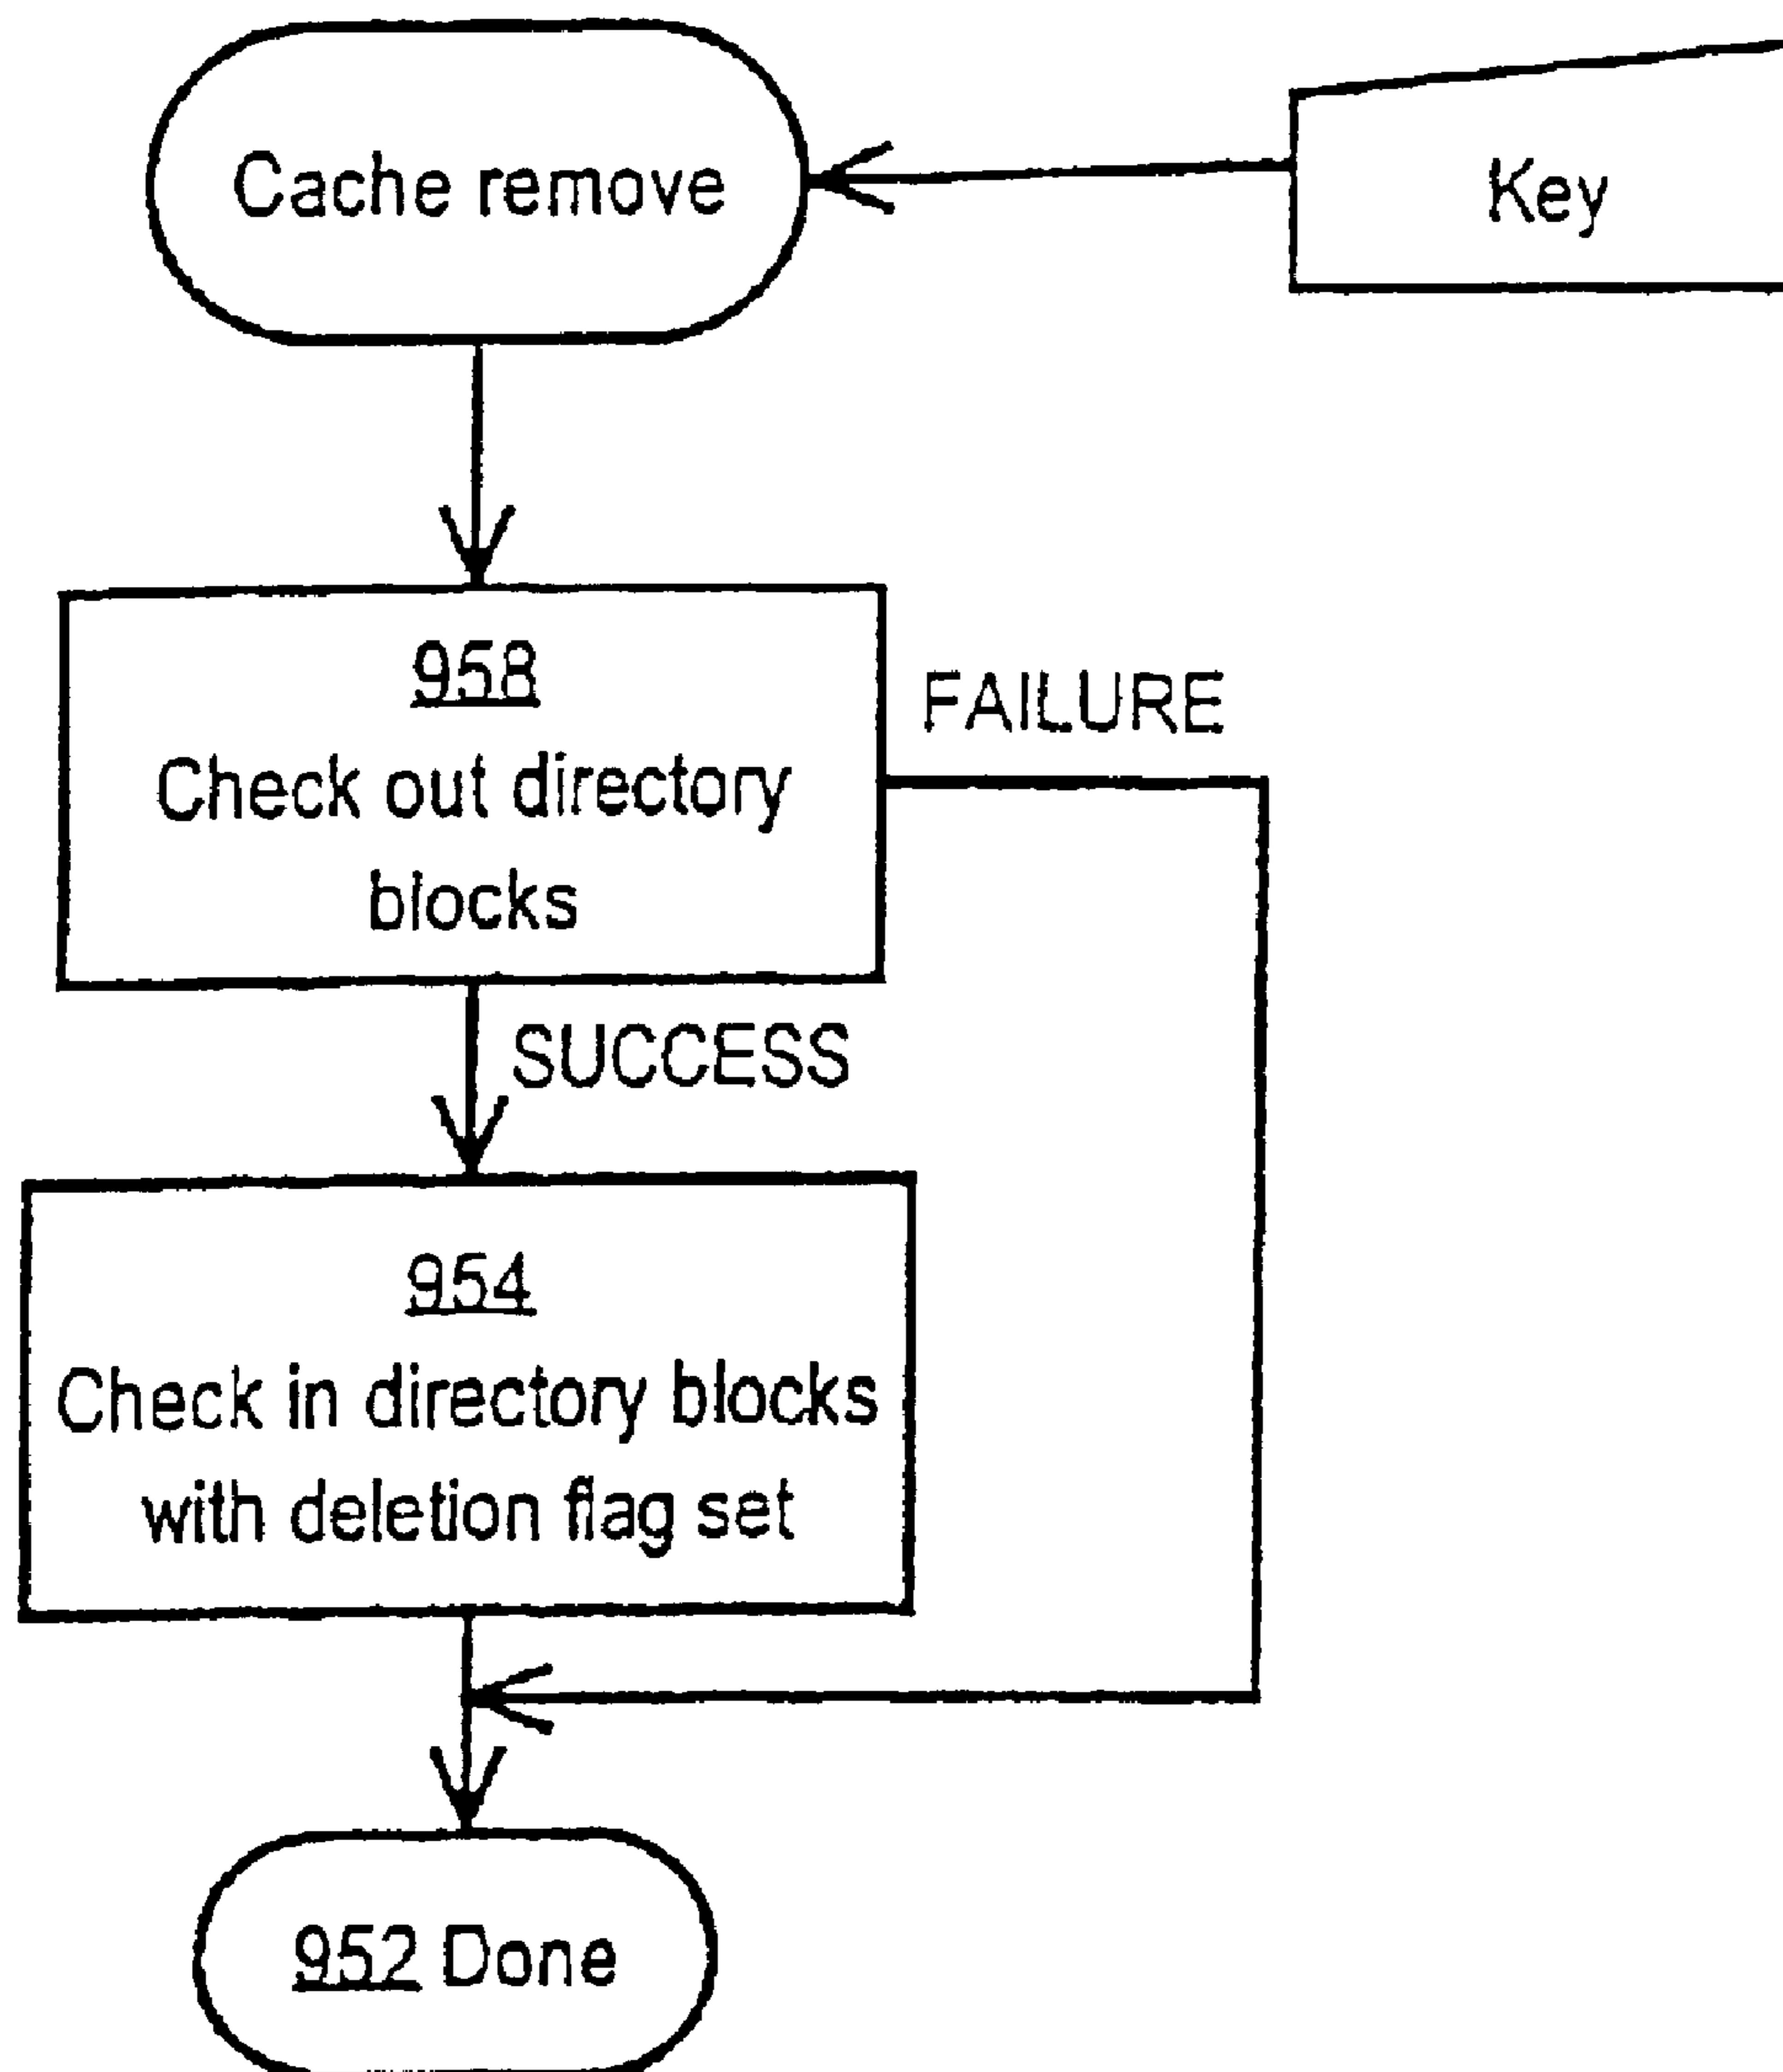 Cache remove
Key
958
Check out directory
blocks
FAILURE
SUCCESS
954
Check in directory blocks
with deletion flag set
952 Done